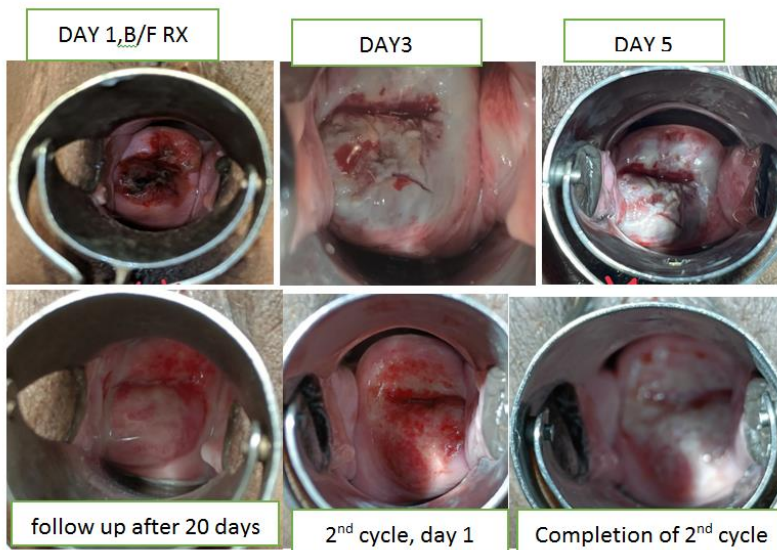 DAY 1,B/F RX
DAY3
DAY 5
follow up after 20 days
2nd cycle, day 1
Completion of 2nd cycle